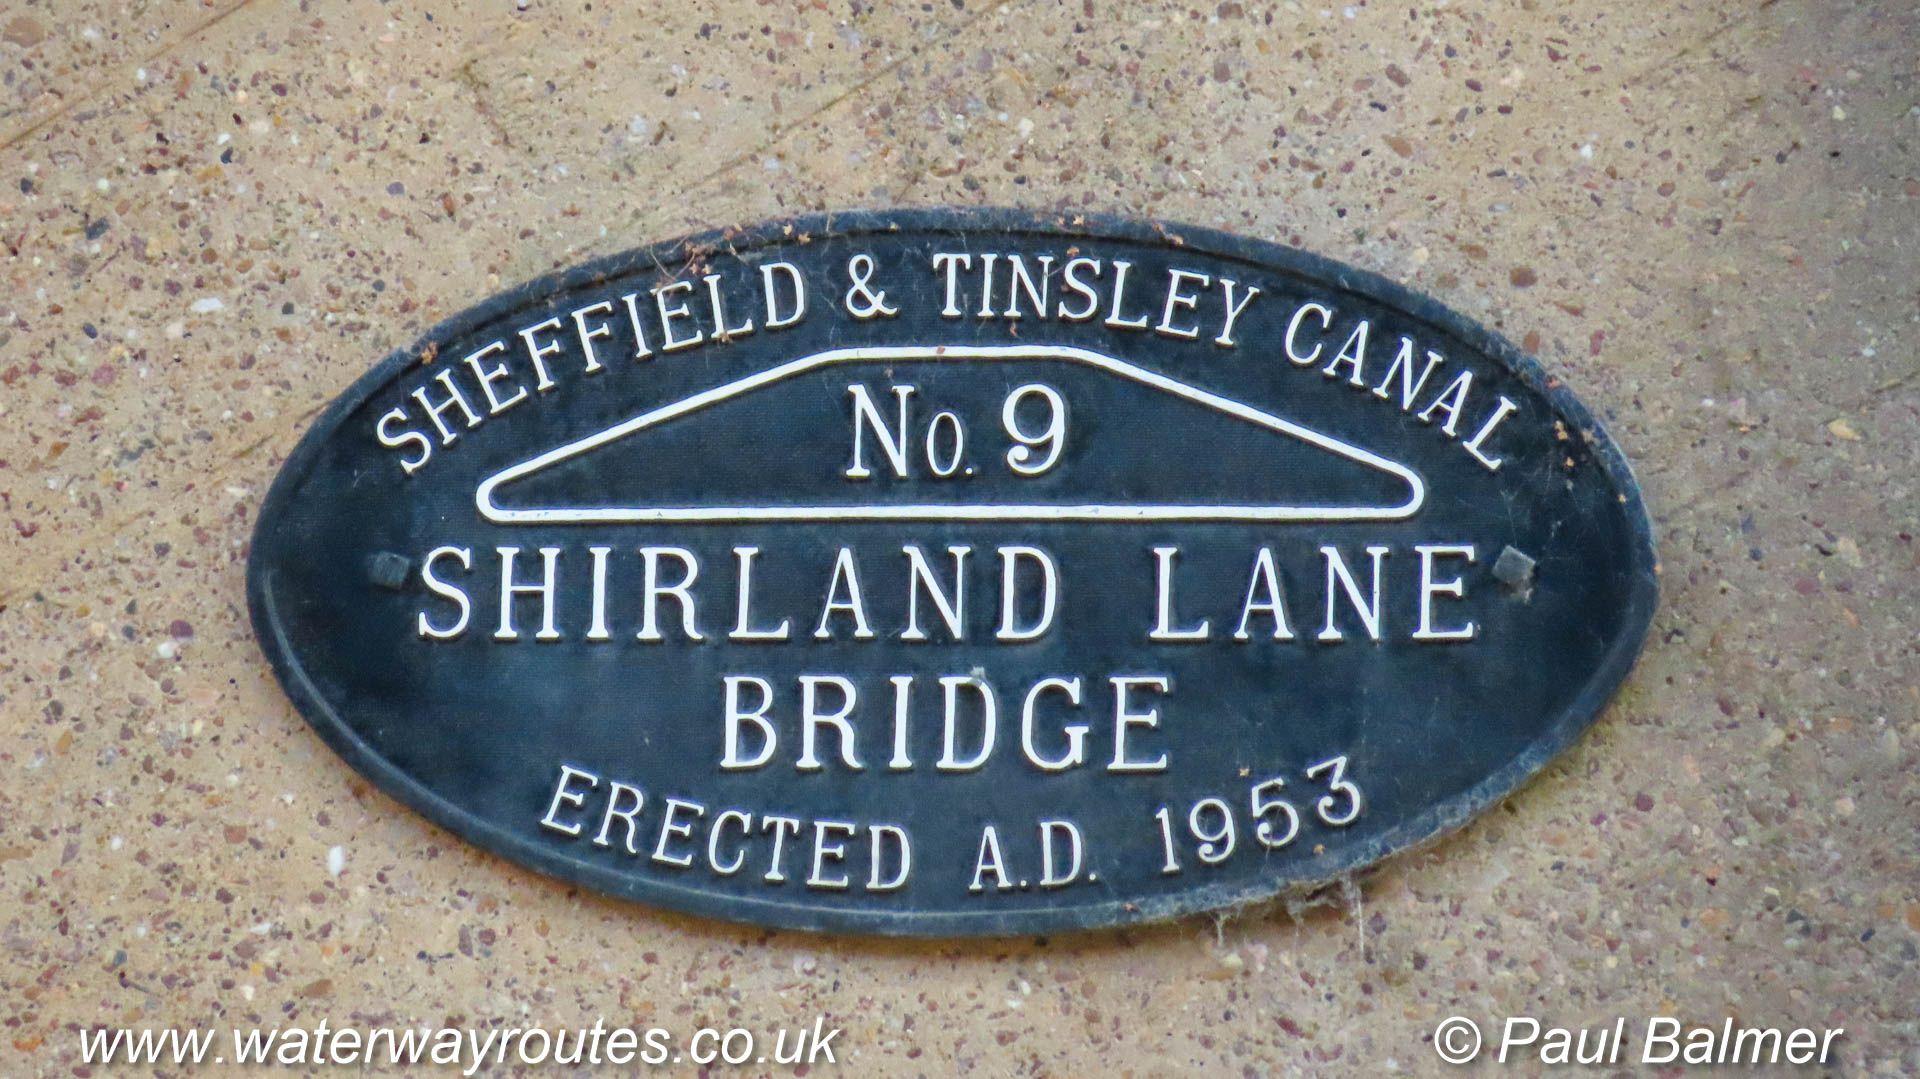 SHEFFIELD & TINSLEY CANAL
No. 9
SHIRLAND LANE
BRIDGE
ERECTED A.D. 1953
www.waterwayroutes.co.uk
© Paul Balmer